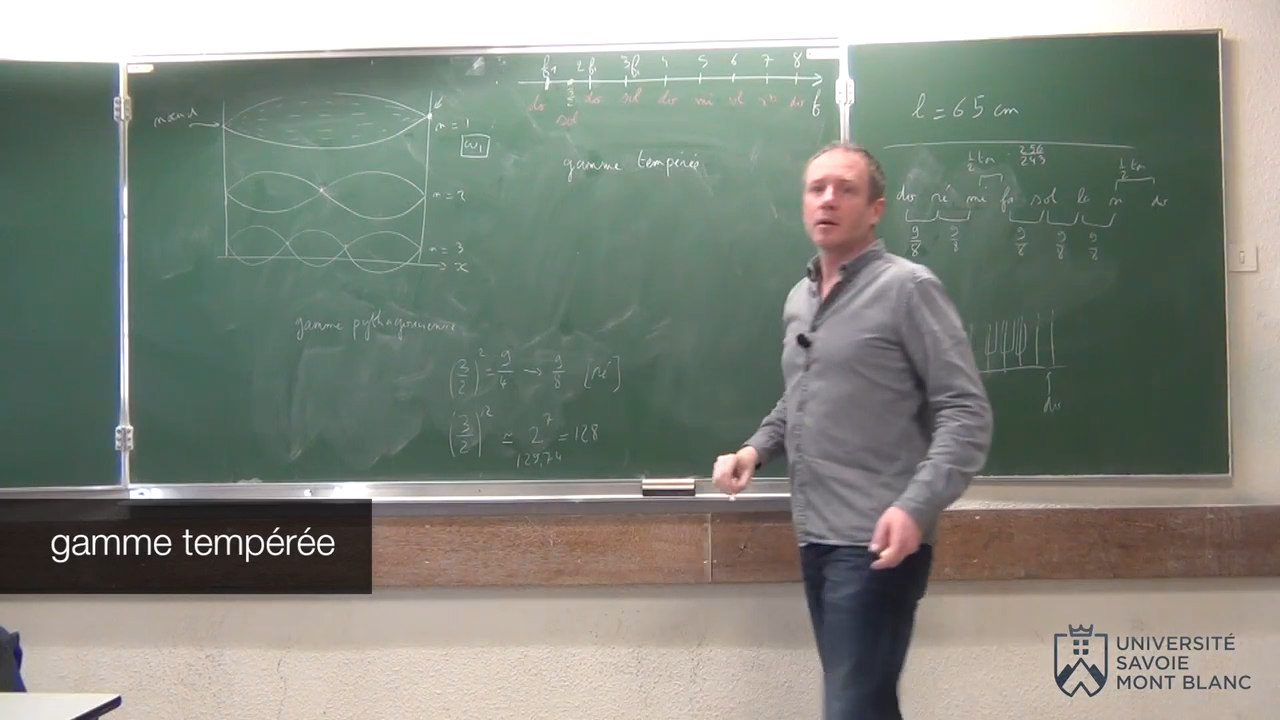 f1 2f1 3f1 4 5 6 7 8
do do sol do mi sol do
sol
f
nœud
n = 1
ω1
n = 2
n = 3
x
gamme tempérée
l = 65 cm
1/2 ton 256/243
1/2 ton
do ré mi fa sol la si do
9/8 9/8 9/8 9/8 9/8
do
gamme pythagoricienne
(3/2)^2 = 9/4 → 9/8 [ré]
(3/2)^12 ≃ 2^7 = 128
129,74
gamme tempérée
UNIVERSITÉ
SAVOIE
MONT BLANC